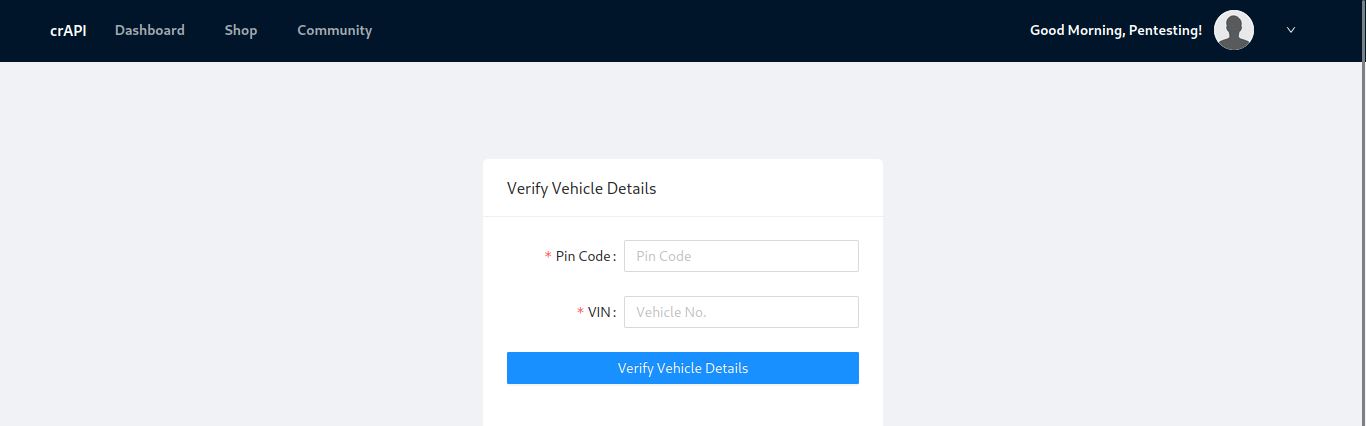 crAPI Dashboard Shop Community Good Morning, Pentesting!
Verify Vehicle Details
* Pin Code: Pin Code
* VIN: Vehicle No.
Verify Vehicle Details